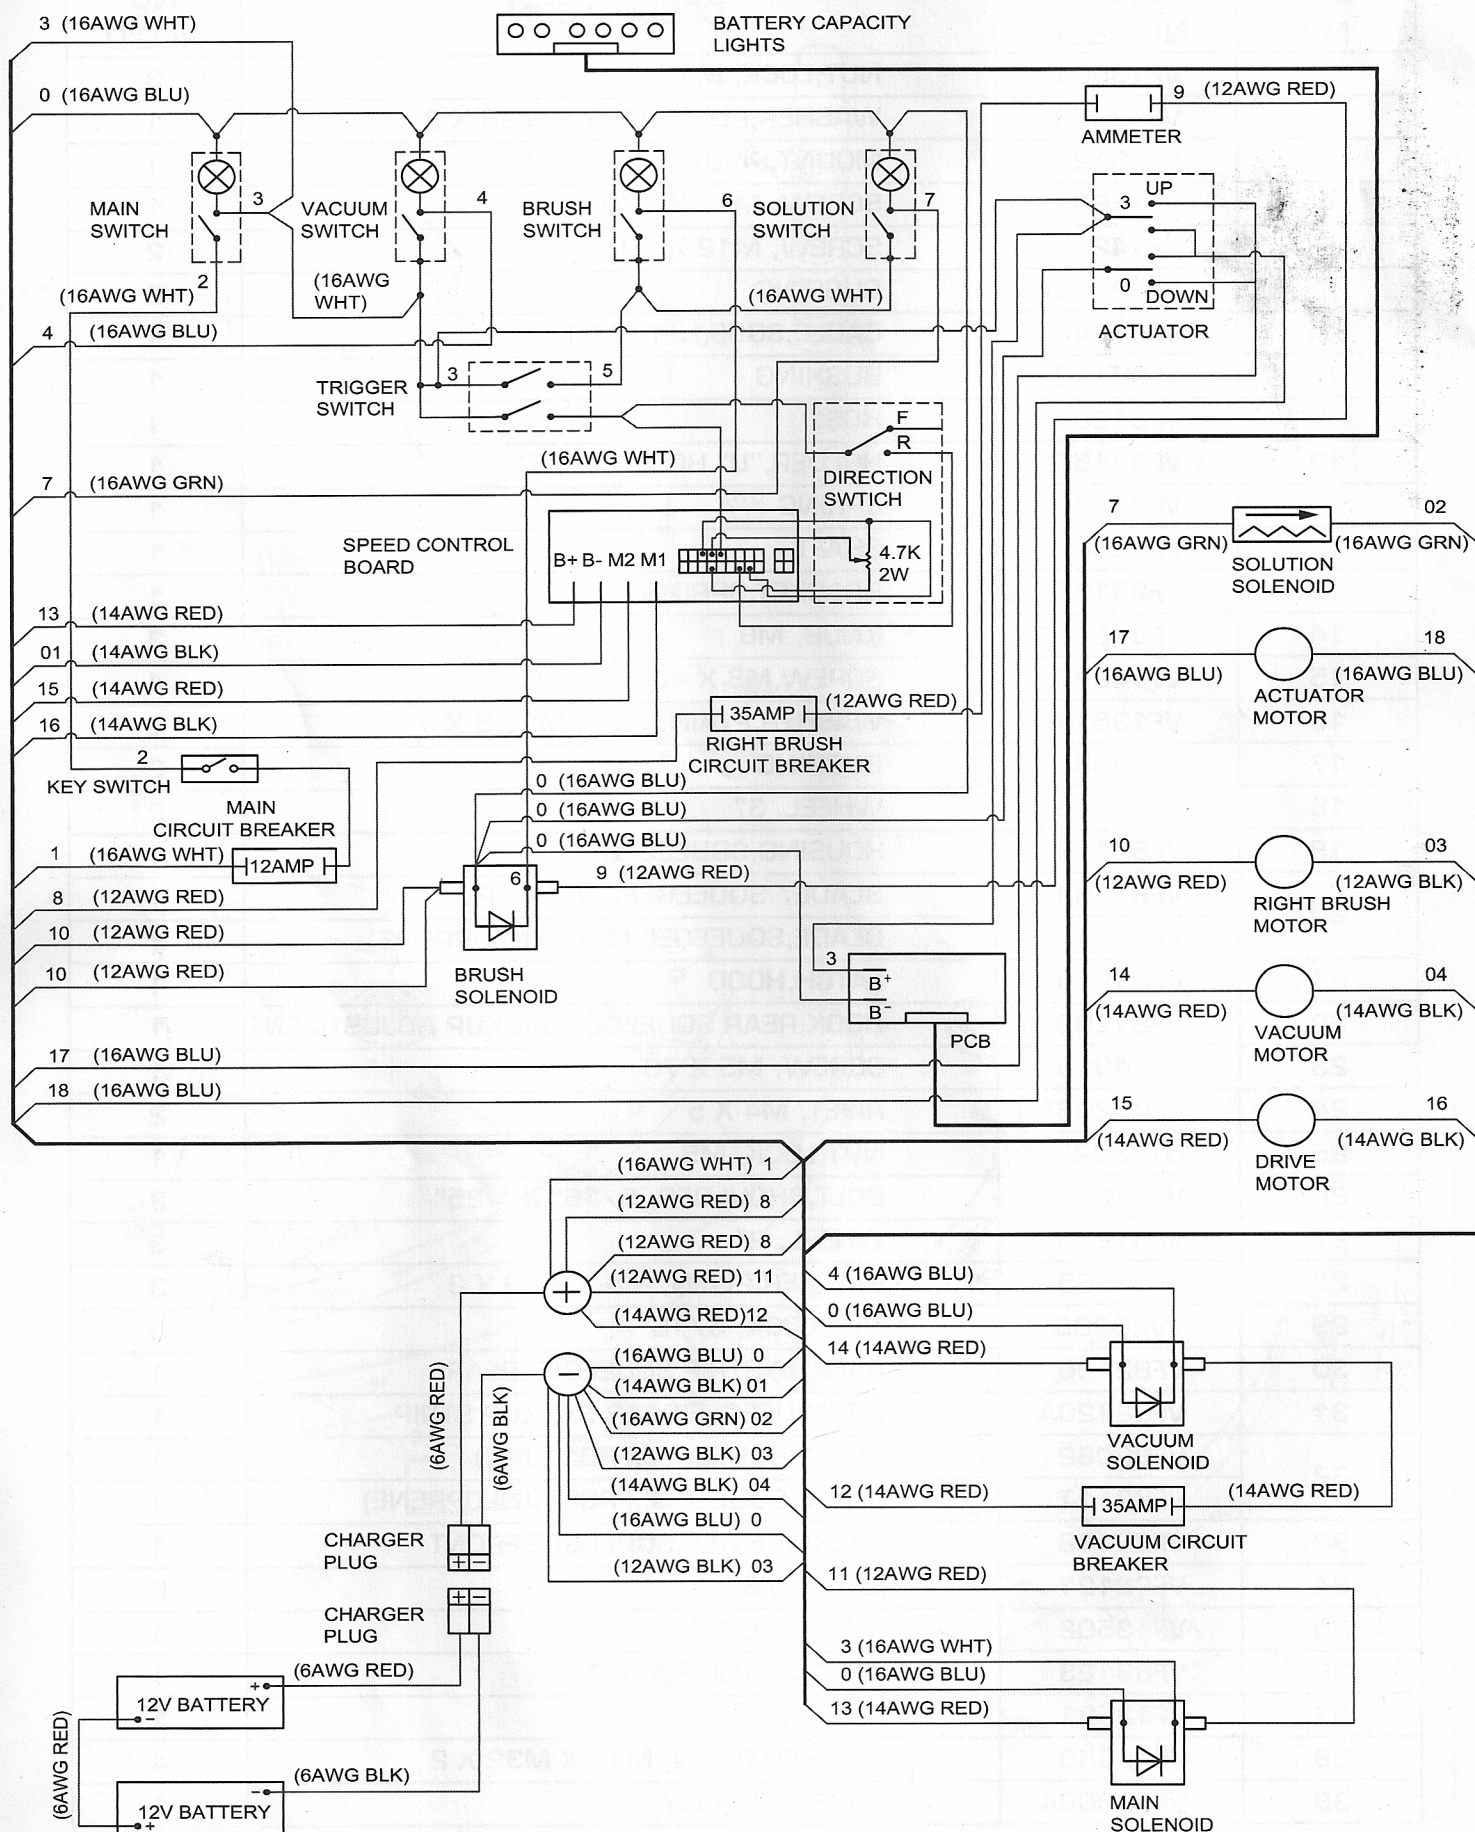 3 (16AWG WHT)
BATTERY CAPACITY
LIGHTS
0 (16AWG BLU)
9 (12AWG RED)
AMMETER
MAIN
SWITCH
3
VACUUM
SWITCH
4
BRUSH
SWITCH
6
SOLUTION
SWITCH
7
UP
3
0
DOWN
ACTUATOR
2
(16AWG WHT)
(16AWG
WHT)
(16AWG WHT)
4 (16AWG BLU)
TRIGGER
SWITCH
3
5
F
R
DIRECTION
SWTICH
(16AWG WHT)
7 (16AWG GRN)
SPEED CONTROL
BOARD
B+ B- M2 M1
4.7K
2W
7
(16AWG GRN)
02
(16AWG GRN)
SOLUTION
SOLENOID
13 (14AWG RED)
01 (14AWG BLK)
15 (14AWG RED)
16 (14AWG BLK)
17
(16AWG BLU)
18
(16AWG BLU)
ACTUATOR
MOTOR
35AMP
(12AWG RED)
RIGHT BRUSH
CIRCUIT BREAKER
2
KEY SWITCH
MAIN
CIRCUIT BREAKER
0 (16AWG BLU)
0 (16AWG BLU)
0 (16AWG BLU)
1 (16AWG WHT)
12AMP
9 (12AWG RED)
6
8 (12AWG RED)
10 (12AWG RED)
10 (12AWG RED)
BRUSH
SOLENOID
10
(12AWG RED)
03
(12AWG BLK)
RIGHT BRUSH
MOTOR
3
B+
B-
PCB
14
(14AWG RED)
04
(14AWG BLK)
VACUUM
MOTOR
17 (16AWG BLU)
18 (16AWG BLU)
15
(14AWG RED)
16
(14AWG BLK)
DRIVE
MOTOR
(16AWG WHT) 1
(12AWG RED) 8
(12AWG RED) 8
(12AWG RED) 11
(14AWG RED)12
+
(16AWG BLU) 0
(14AWG BLK) 01
(16AWG GRN) 02
(12AWG BLK) 03
(14AWG BLK) 04
(16AWG BLU) 0
(12AWG BLK) 03
−
(6AWG RED)
(6AWG BLK)
4 (16AWG BLU)
0 (16AWG BLU)
14 (14AWG RED)
VACUUM
SOLENOID
12 (14AWG RED)
35AMP
(14AWG RED)
VACUUM CIRCUIT
BREAKER
CHARGER
PLUG
+ −
+ −
CHARGER
PLUG
11 (12AWG RED)
3 (16AWG WHT)
0 (16AWG BLU)
13 (14AWG RED)
MAIN
SOLENOID
(6AWG RED)
+
12V BATTERY
−
(6AWG RED)
(6AWG BLK)
−
12V BATTERY
+